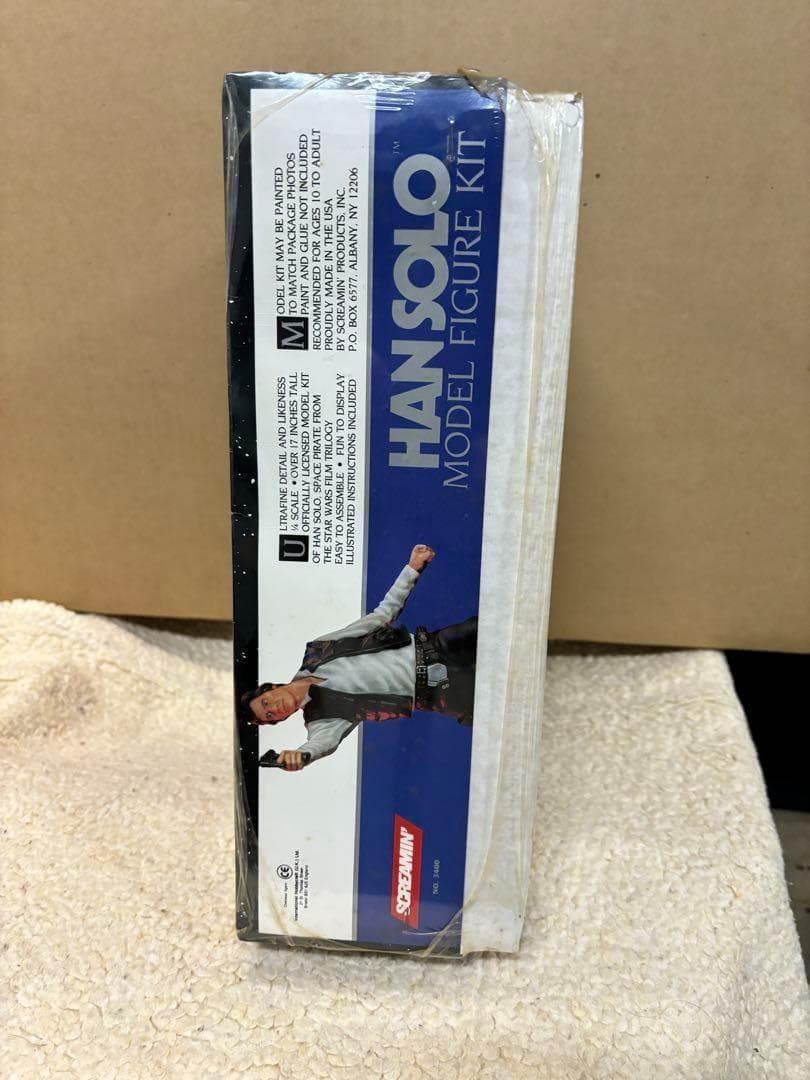 ULTRAFINE DETAIL AND LIKENESS
¼ SCALE • OVER 17 INCHES TALL
OFFICIALLY LICENSED MODEL KIT
OF HAN SOLO, SPACE PIRATE FROM
THE STAR WARS FILM TRILOGY
EASY TO ASSEMBLE • FUN TO DISPLAY
ILLUSTRATED INSTRUCTIONS INCLUDED
MODEL KIT MAY BE PAINTED
TO MATCH PACKAGE PHOTOS
PAINT AND GLUE NOT INCLUDED
RECOMMENDED FOR AGES 10 TO ADULT
PROUDLY MADE IN THE USA
BY SCREAMIN' PRODUCTS, INC.
P.O. BOX 6577, ALBANY, NY 12206
HAN SOLO™
MODEL FIGURE KIT
SCREAMIN'
NO. 3400
CE